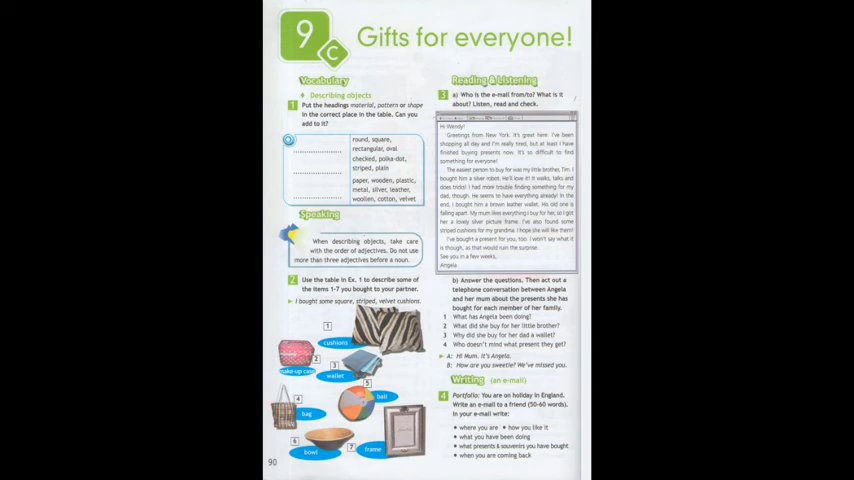 9
C
Gifts for everyone!
Vocabulary
Describing objects
1 Put the headings material, pattern or shape
in the correct place in the table. Can you
add to it?
round, square,
rectangular, oval
checked, polka-dot,
striped, plain
paper, wooden, plastic,
metal, silver, leather,
woollen, cotton, velvet
Speaking
When describing objects, take care
with the order of adjectives. Do not use
more than three adjectives before a noun.
2 Use the table in Ex. 1 to describe some of
the items 1-7 you bought to your partner.
I bought some square, striped, velvet cushions.
1
cushions
2
make-up case
3
wallet
4
bag
5
ball
6
bowl
7
frame
90
Reading & Listening
3 a) Who is the e-mail from/to? What is it
about? Listen, read and check.
Hi Wendy!
Greetings from New York. It's great here. I've been
shopping all day and I'm really tired, but at least I have
finished buying presents now. It's so difficult to find
something for everyone!
The easiest person to buy for was my little brother, Tim. I
bought him a silver robot. He'll love it! It walks, talks and
does tricks! I had more trouble finding something for my
dad, though. He seems to have everything already! In the
end, I bought him a brown leather wallet. His old one is
falling apart. My mum likes everything I buy for her, so I got
her a lovely silver picture frame. I've also found some
striped cushions for my grandma. I hope she will like them!
I've bought a present for you, too. I won't say what it
is though, as that would ruin the surprise.
See you in a few weeks,
Angela
b) Answer the questions. Then act out a
telephone conversation between Angela
and her mum about the presents she has
bought for each member of her family.
1 What has Angela been doing?
2 What did she buy for her little brother?
3 Why did she buy for her dad a wallet?
4 Who doesn't mind what present they get?
A: Hi Mum. It's Angela.
B: How are you sweetie? We've missed you.
Writing (an e-mail)
4 Portfolio: You are on holiday in England.
Write an e-mail to a friend (50-60 words).
In your e-mail write:
• where you are • how you like it
• what you have been doing
• what presents & souvenirs you have bought
• when you are coming back